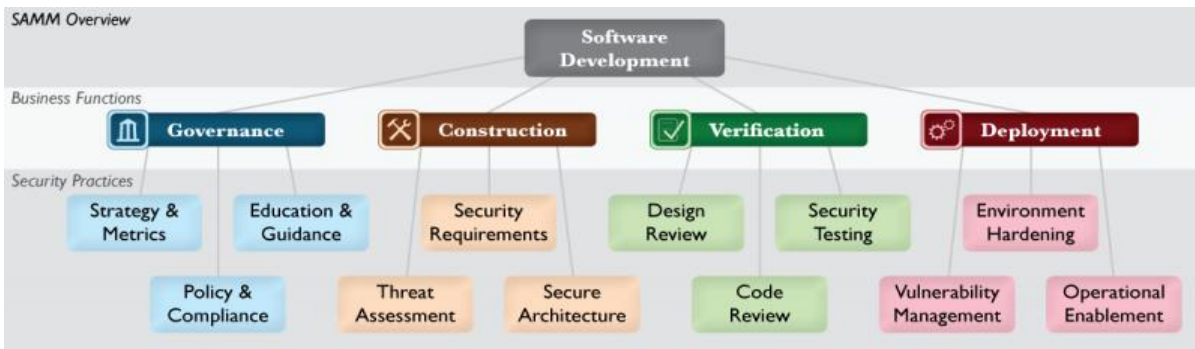 SAMM Overview
Software
Development
Business Functions
Governance
Construction
Verification
Deployment
Security Practices
Strategy &
Metrics
Education &
Guidance
Security
Requirements
Design
Review
Security
Testing
Environment
Hardening
Policy &
Compliance
Threat
Assessment
Secure
Architecture
Code
Review
Vulnerability
Management
Operational
Enablement